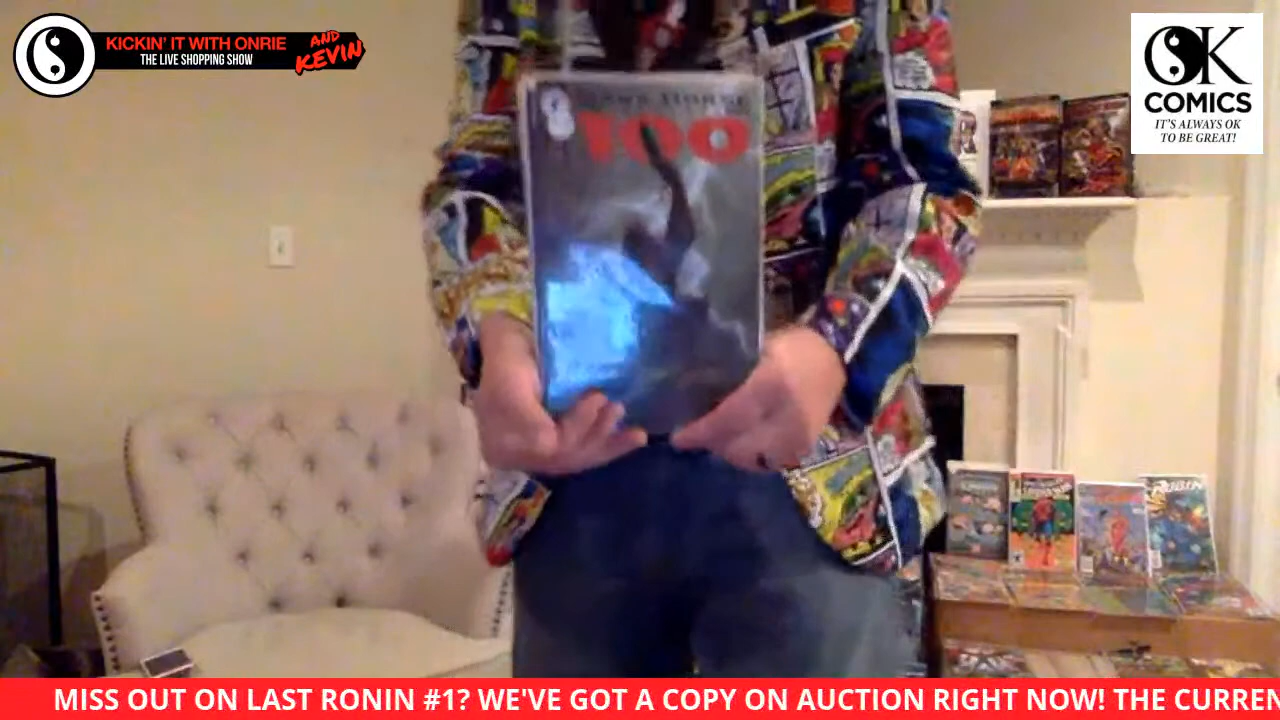 KICKIN' IT WITH ONRIE
AND
KEVIN
THE LIVE SHOPPING SHOW
OK
COMICS
IT'S ALWAYS OK
TO BE GREAT!
100
MISS OUT ON LAST RONIN #1? WE'VE GOT A COPY ON AUCTION RIGHT NOW! THE CURREN